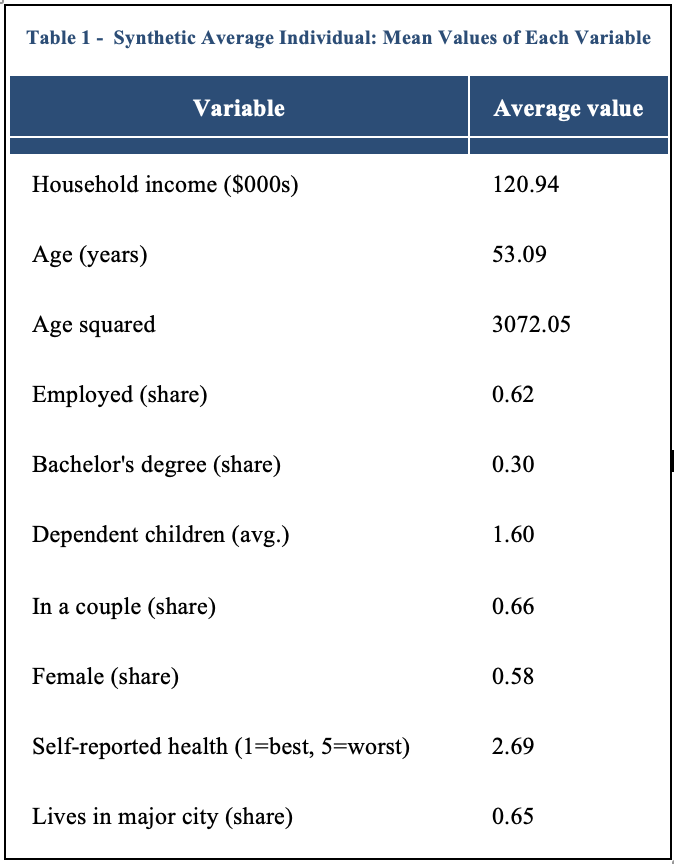 Table 1 - Synthetic Average Individual: Mean Values of Each Variable
Variable Average value
Household income ($000s) 120.94
Age (years) 53.09
Age squared 3072.05
Employed (share) 0.62
Bachelor's degree (share) 0.30
Dependent children (avg.) 1.60
In a couple (share) 0.66
Female (share) 0.58
Self-reported health (1=best, 5=worst) 2.69
Lives in major city (share) 0.65